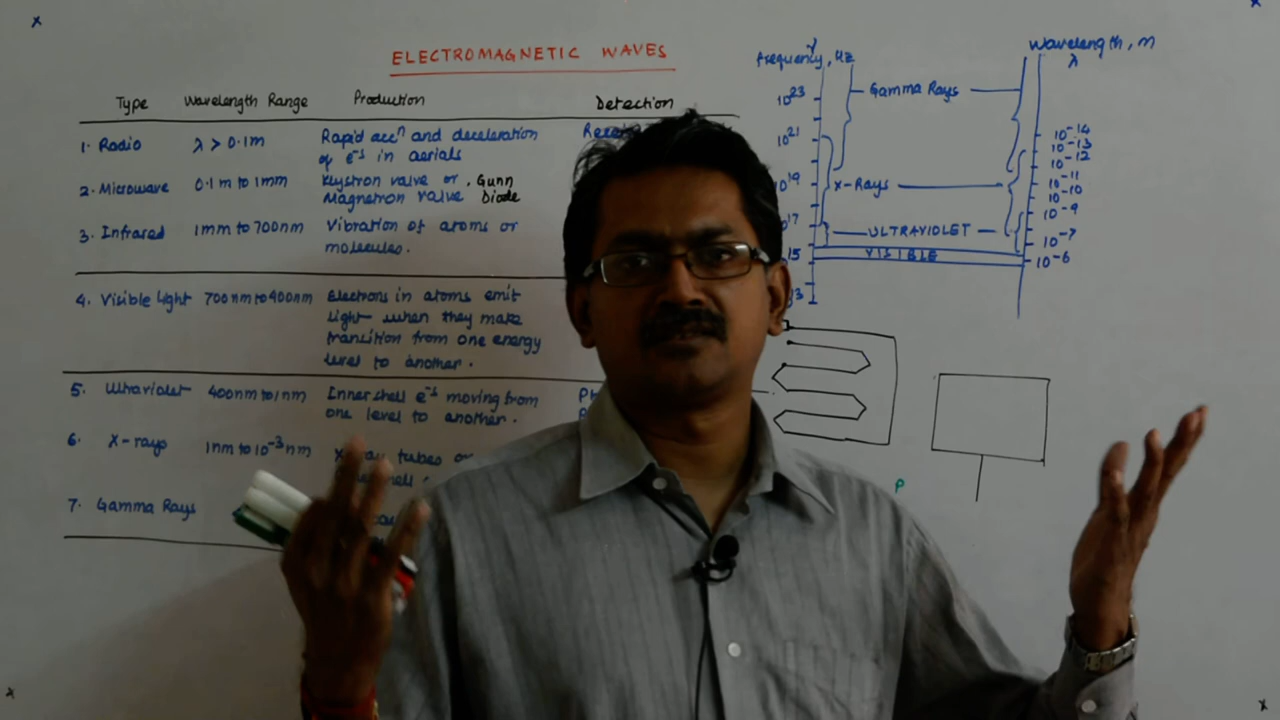 ELECTROMAGNETIC WAVES
Type Wavelength Range Production Detection
1. Radio λ > 0.1m Rapid accⁿ and deceleration
of e⁻ˢ in aerials
2. Microwave 0.1 m to 1mm Klystron valve or . Gunn
Magnetron valve Diode
3. Infrared 1mm to 700nm Vibration of atoms or
molecules.
4. Visible light 700nm to 400nm Electrons in atoms emit
light when they make
transition from one energy
level to another.
5. Ultraviolet 400nm to 1nm Inner shell e⁻ˢ moving from
one level to another.
6. X-rays 1nm to 10⁻³nm tubes
7. Gamma Rays
Frequency, Hz
Wavelength, m
λ
10²³
Gamma Rays
10²¹
10¹⁹
X-Rays
17
ULTRAVIOLET
15
VISIBLE
10⁻¹⁴
10⁻¹³
10⁻¹²
10⁻¹¹
10⁻¹⁰
10⁻⁹
10⁻⁷
10⁻⁶
P